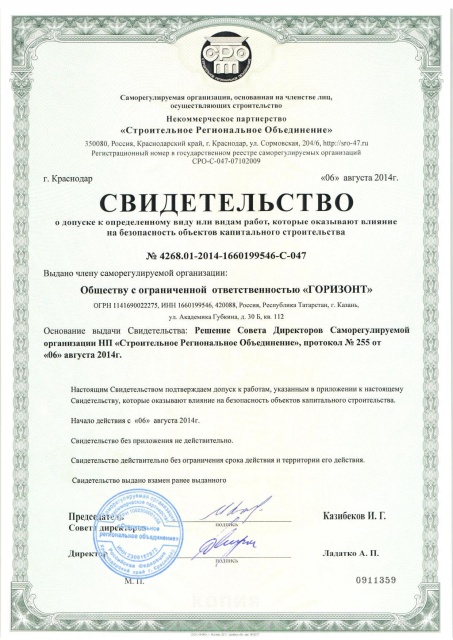 СРО
Саморегулируемая организация, основанная на членстве лиц,
осуществляющих строительство
Некоммерческое партнерство
«Строительное Региональное Объединение»
350080, Россия, Краснодарский край, г. Краснодар, ул. Сормовская, 204/6, http://sro-47.ru
Регистрационный номер в государственном реестре саморегулируемых организаций
СРО-С-047-07102009
г. Краснодар «06» августа 2014г.
СВИДЕТЕЛЬСТВО
о допуске к определенному виду или видам работ, которые оказывают влияние
на безопасность объектов капитального строительства
№ 4268.01-2014-1660199546-С-047
Выдано члену саморегулируемой организации:
Обществу с ограниченной ответственностью «ГОРИЗОНТ»
ОГРН 1141690022275, ИНН 1660199546, 420088, Россия, Республика Татарстан, г. Казань,
ул. Академика Губкина, д. 30 Б, кв. 112
Основание выдачи Свидетельства: Решение Совета Директоров Саморегулируемой
организации НП «Строительное Региональное Объединение», протокол № 255 от
«06» августа 2014г.
Настоящим Свидетельством подтверждаем допуск к работам, указанным в приложении к настоящему
Свидетельству, которые оказывают влияние на безопасность объектов капитального строительства.
Начало действия с «06» августа 2014г.
Свидетельство без приложения не действительно.
Свидетельство действительно без ограничения срока действия и территории его действия.
Свидетельство выдано взамен ранее выданного
Председатель Казибеков И. Г.
Совета директоров подпись
Директор Ладатко А. П.
подпись
М. П. 0911359